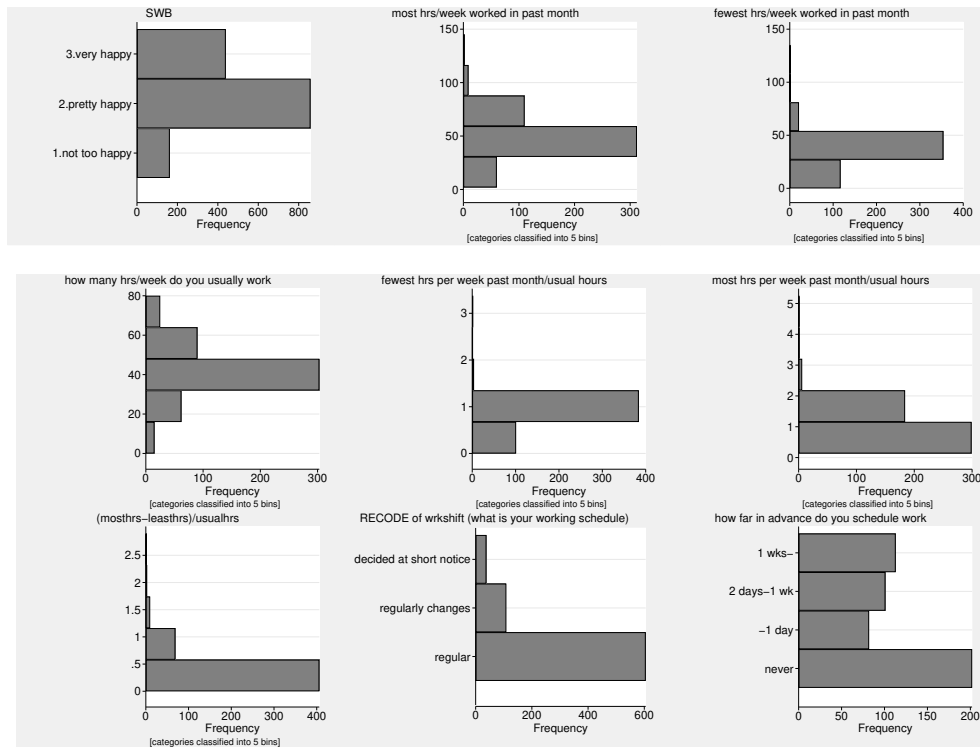 SWB
3.very happy
2.pretty happy
1.not too happy
0 200 400 600 800
Frequency
most hrs/week worked in past month
150
100
50
0
0 100 200 300
Frequency
[categories classified into 5 bins]
fewest hrs/week worked in past month
150
100
50
0
0 100 200 300 400
Frequency
[categories classified into 5 bins]
how many hrs/week do you usually work
80
60
40
20
0
0 100 200 300
Frequency
[categories classified into 5 bins]
fewest hrs per week past month/usual hours
3
2
1
0
0 100 200 300 400
Frequency
[categories classified into 5 bins]
most hrs per week past month/usual hours
5
4
3
2
1
0
0 100 200 300
Frequency
[categories classified into 5 bins]
(mosthrs−leasthrs)/usualhrs
2.5
2
1.5
1
.5
0
0 100 200 300 400
Frequency
[categories classified into 5 bins]
RECODE of wrkshift (what is your working schedule)
decided at short notice
regularly changes
regular
0 200 400 600
Frequency
how far in advance do you schedule work
1 wks−
2 days−1 wk
−1 day
never
0 50 100 150 200
Frequency